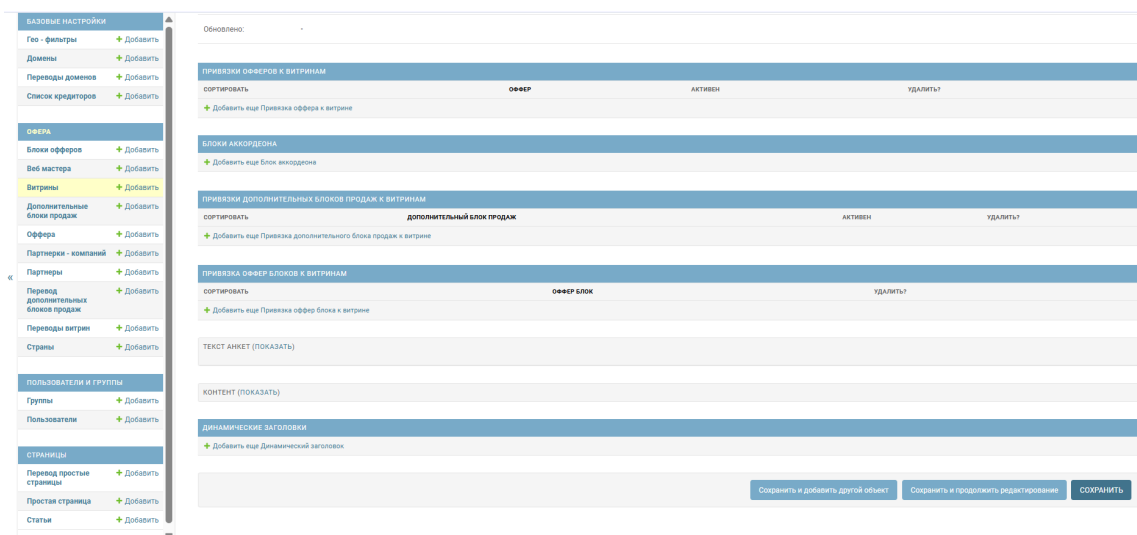 БАЗОВЫЕ НАСТРОЙКИ
Гео - фильтры + Добавить
Домены + Добавить
Переводы доменов + Добавить
Список кредиторов + Добавить
ОФЕРА
Блоки офферов + Добавить
Веб мастера + Добавить
Витрины + Добавить
Дополнительные + Добавить
блоки продаж
Оффера + Добавить
Партнерки - компаний + Добавить
Партнеры + Добавить
Перевод + Добавить
дополнительных
блоков продаж
Переводы витрин + Добавить
Страны + Добавить
ПОЛЬЗОВАТЕЛИ И ГРУППЫ
Группы + Добавить
Пользователи + Добавить
СТРАНИЦЫ
Перевод простые + Добавить
страницы
Простая страница + Добавить
Статьи + Добавить
«
Обновлено: -
ПРИВЯЗКИ ОФФЕРОВ К ВИТРИНАМ
СОРТИРОВАТЬ ОФФЕР АКТИВЕН УДАЛИТЬ?
+ Добавить еще Привязка оффера к витрине
БЛОКИ АККОРДЕОНА
+ Добавить еще Блок аккордеона
ПРИВЯЗКИ ДОПОЛНИТЕЛЬНЫХ БЛОКОВ ПРОДАЖ К ВИТРИНАМ
СОРТИРОВАТЬ ДОПОЛНИТЕЛЬНЫЙ БЛОК ПРОДАЖ АКТИВЕН УДАЛИТЬ?
+ Добавить еще Привязка дополнительного блока продаж к витрине
ПРИВЯЗКА ОФФЕР БЛОКОВ К ВИТРИНАМ
СОРТИРОВАТЬ ОФФЕР БЛОК УДАЛИТЬ?
+ Добавить еще Привязка оффер блока к витрине
ТЕКСТ АНКЕТ (ПОКАЗАТЬ)
КОНТЕНТ (ПОКАЗАТЬ)
ДИНАМИЧЕСКИЕ ЗАГОЛОВКИ
+ Добавить еще Динамический заголовок
Сохранить и добавить другой объект Сохранить и продолжить редактирование СОХРАНИТЬ